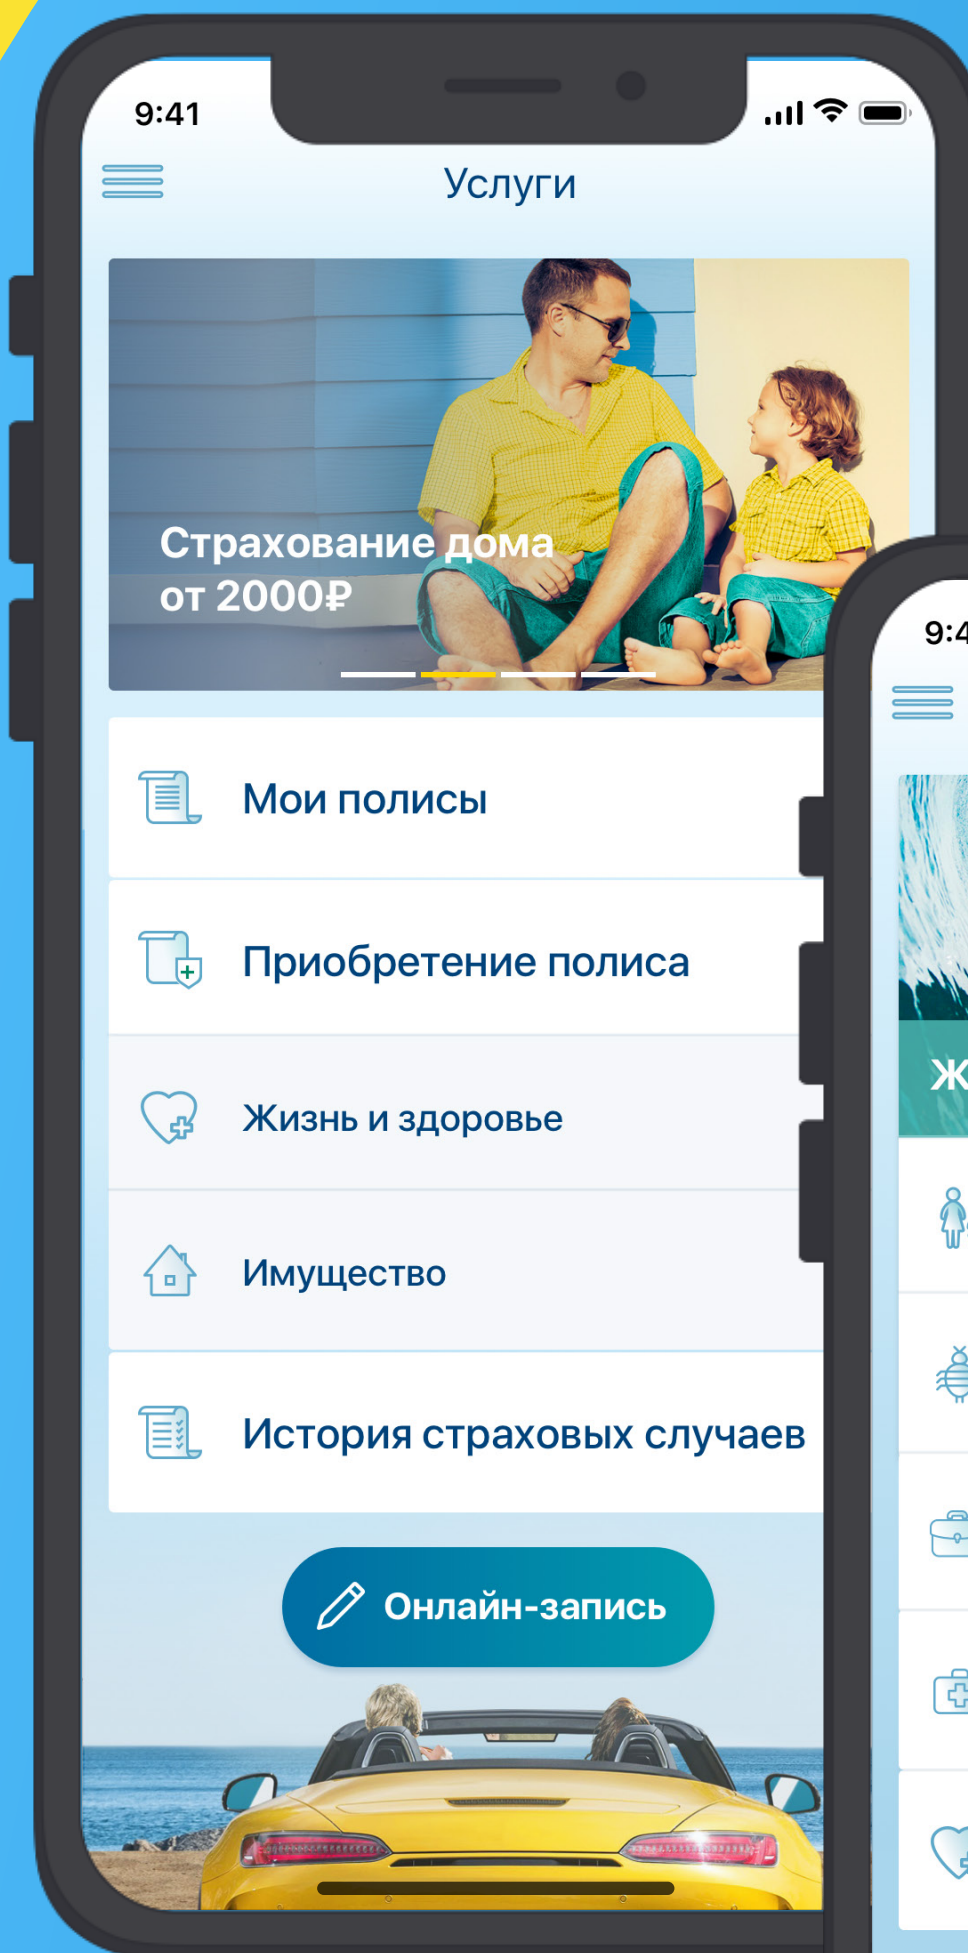 9:41
Услуги
Страхование дома
от 2000₽
Мои полисы
Приобретение полиса
Жизнь и здоровье
Имущество
История страховых случаев
Онлайн-запись